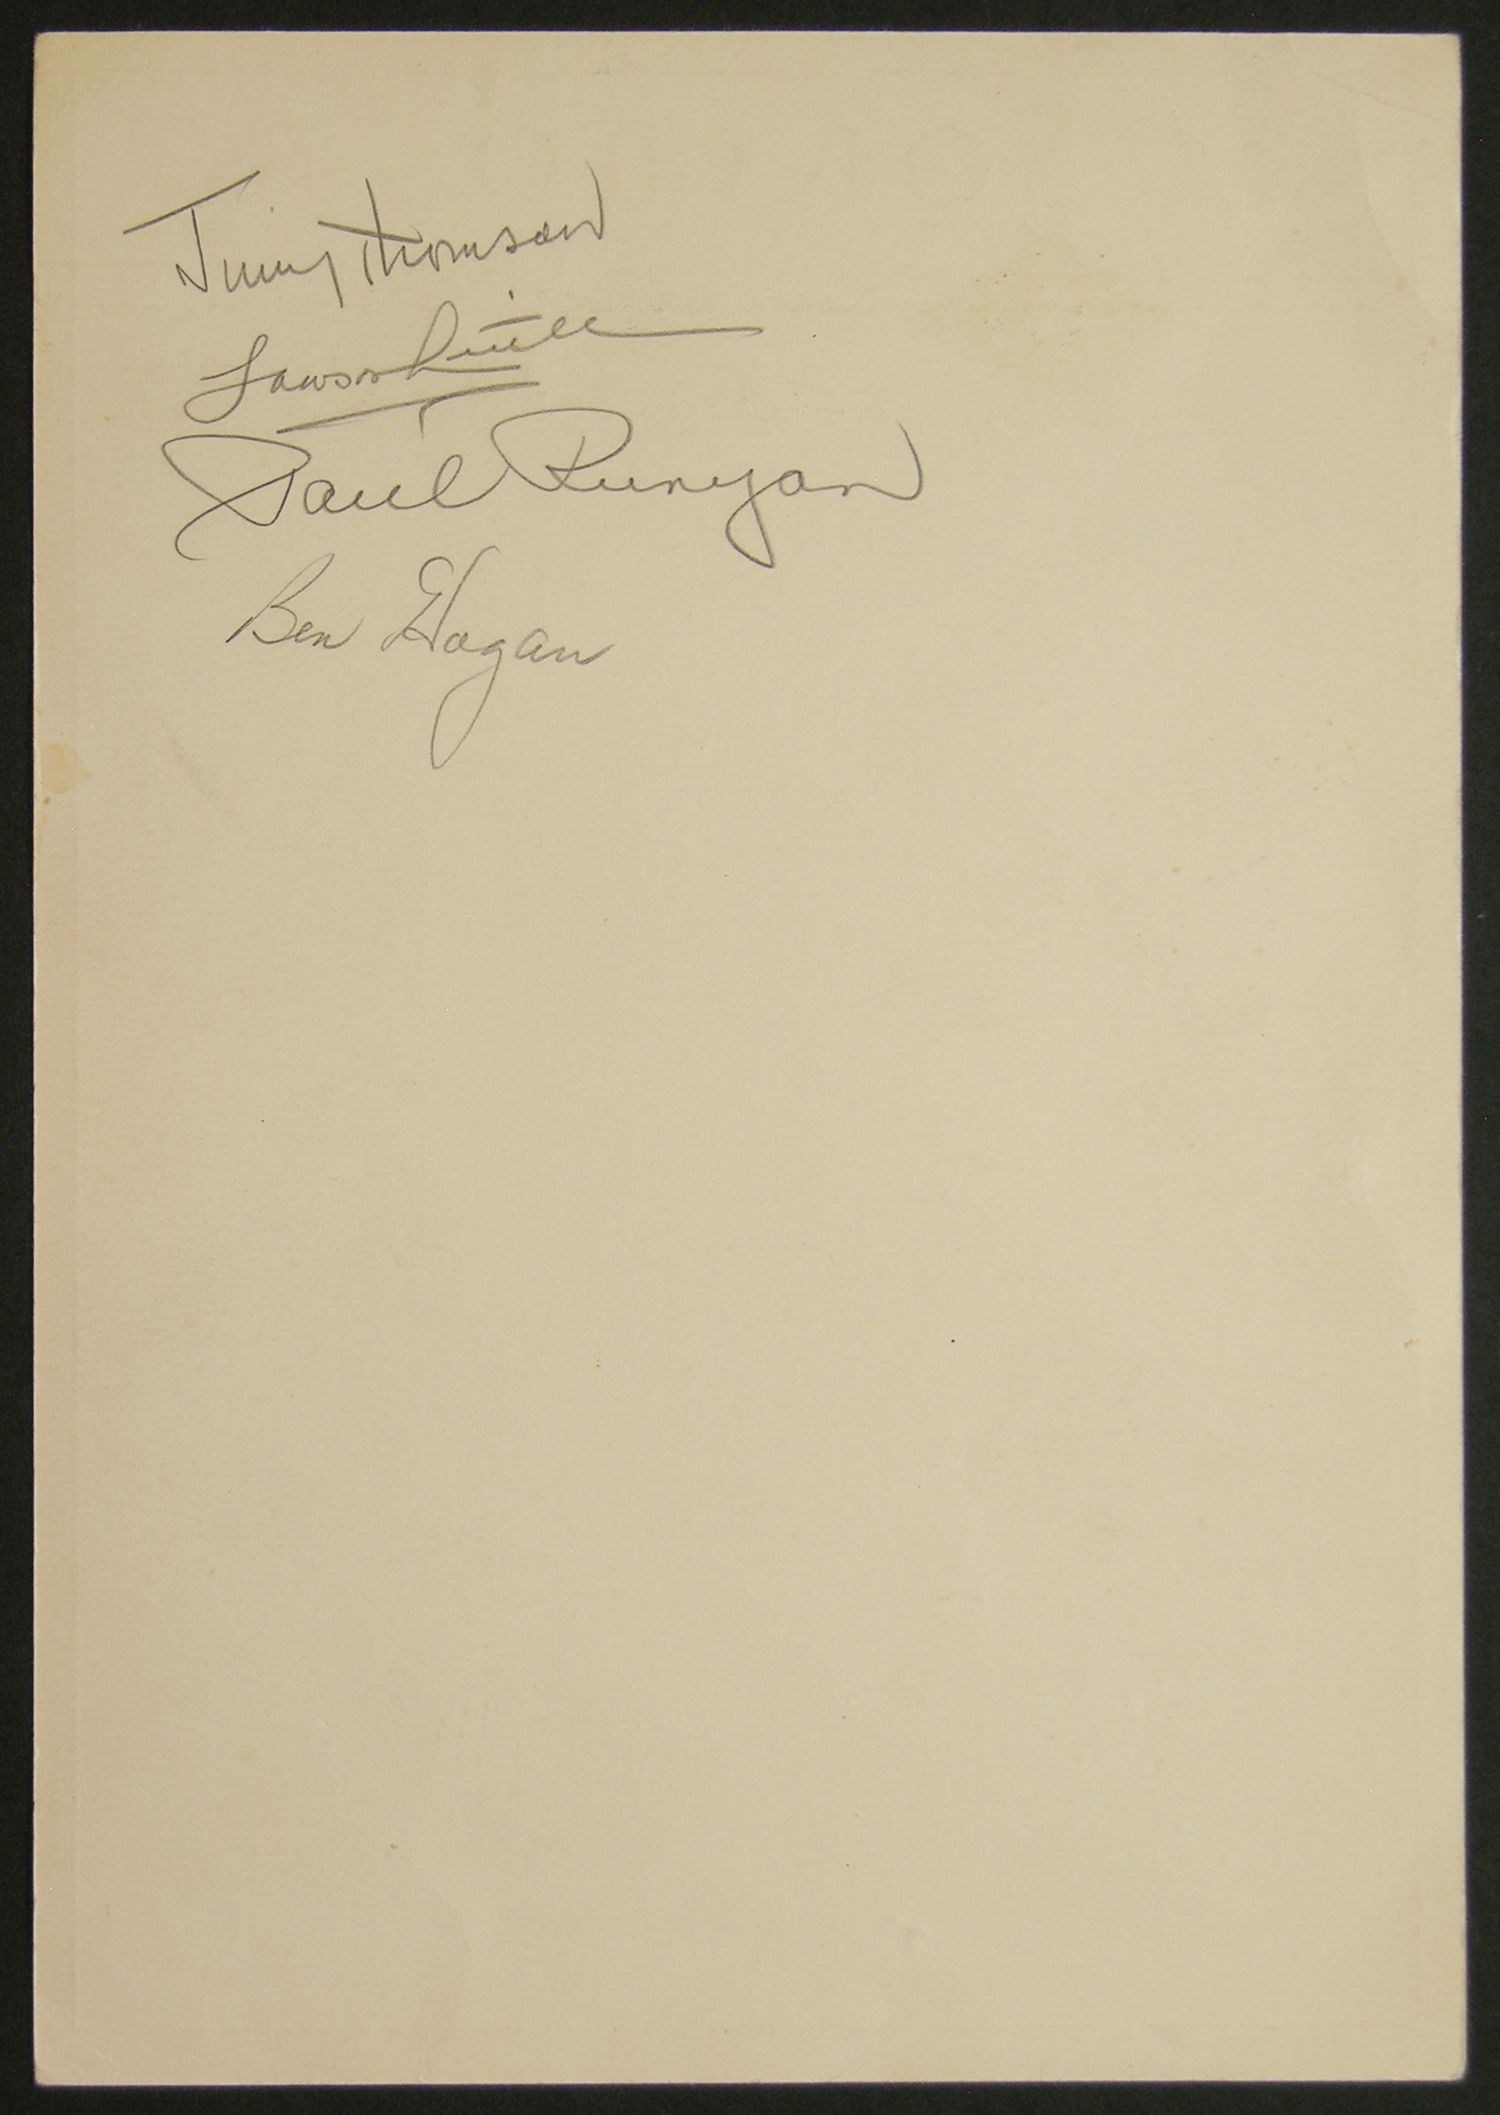 Jimmy Thomson
Lawson Little
Paul Runyan
Ben Hogan